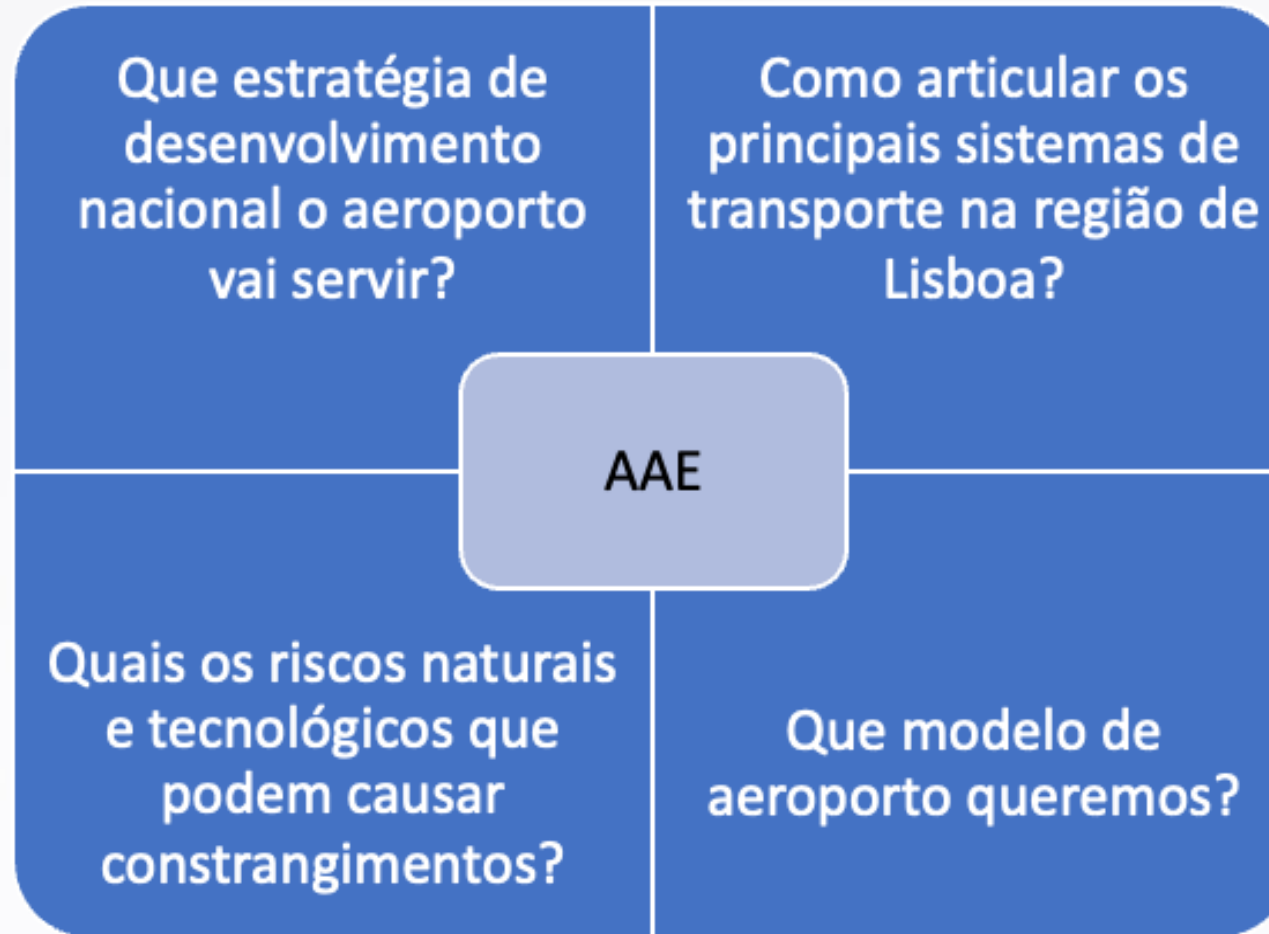 Que estratégia de
desenvolvimento
nacional o aeroporto
vai servir?
Como articular os
principais sistemas de
transporte na região de
Lisboa?
AAE
Quais os riscos naturais
e tecnológicos que
podem causar
constrangimentos?
Que modelo de
aeroporto queremos?